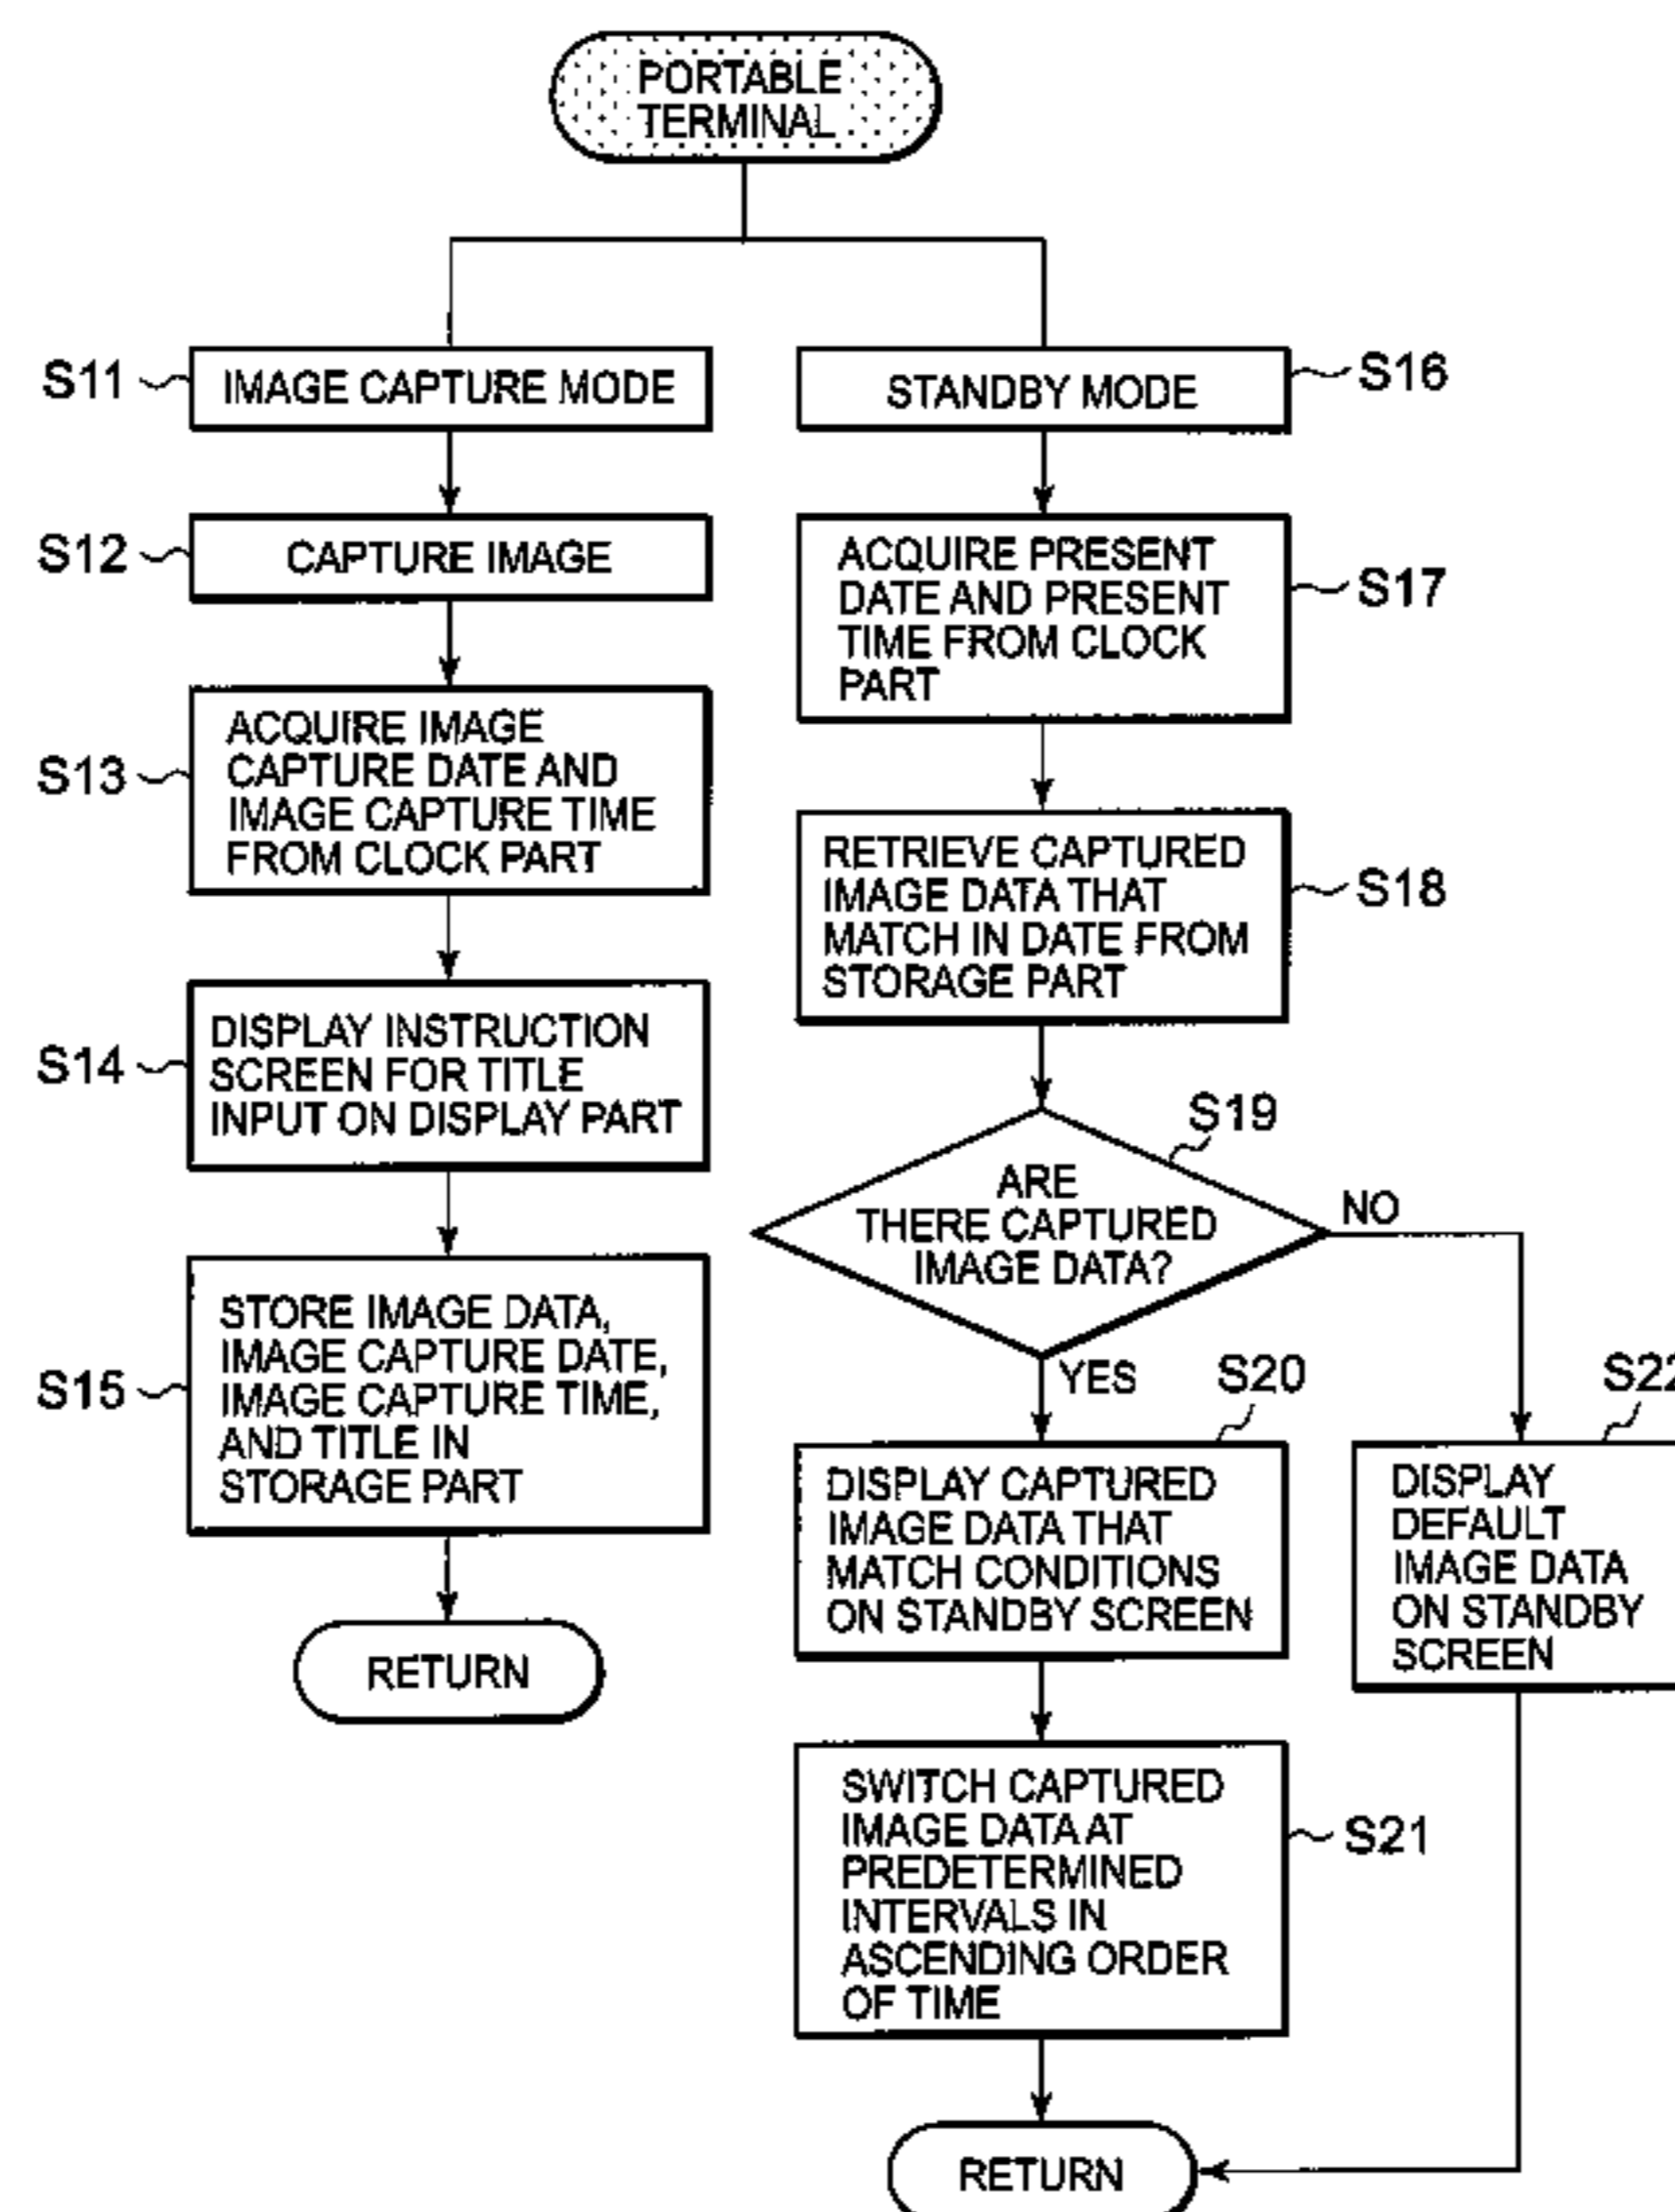 PORTABLE
TERMINAL
S11
IMAGE CAPTURE MODE
S12
CAPTURE IMAGE
S13
ACQUIRE IMAGE
CAPTURE DATE AND
IMAGE CAPTURE TIME
FROM CLOCK PART
S14
DISPLAY INSTRUCTION
SCREEN FOR TITLE
INPUT ON DISPLAY PART
S15
STORE IMAGE DATA,
IMAGE CAPTURE DATE,
IMAGE CAPTURE TIME,
AND TITLE IN
STORAGE PART
RETURN
STANDBY MODE
S16
ACQUIRE PRESENT
DATE AND PRESENT
TIME FROM CLOCK
PART
S17
RETRIEVE CAPTURED
IMAGE DATA THAT
MATCH IN DATE FROM
STORAGE PART
S18
S19
ARE
THERE CAPTURED
IMAGE DATA?
NO
YES
S20
DISPLAY CAPTURED
IMAGE DATA THAT
MATCH CONDITIONS
ON STANDBY SCREEN
S22
DISPLAY
DEFAULT
IMAGE DATA
ON STANDBY
SCREEN
SWITCH CAPTURED
IMAGE DATA AT
PREDETERMINED
INTERVALS IN
ASCENDING ORDER
OF TIME
S21
RETURN